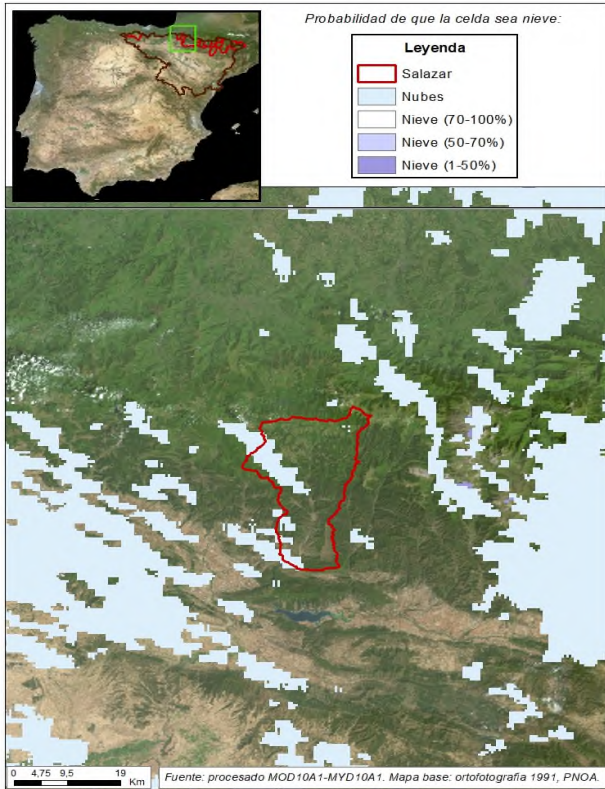 Probabilidad de que la celda sea nieve:
Leyenda
Salazar
Nubes
Nieve (70-100%)
Nieve (50-70%)
Nieve (1-50%)
0 4,75 9,5 19
Km
Fuente: procesado MOD10A1-MYD10A1. Mapa base: ortofotografía 1991, PNOA.